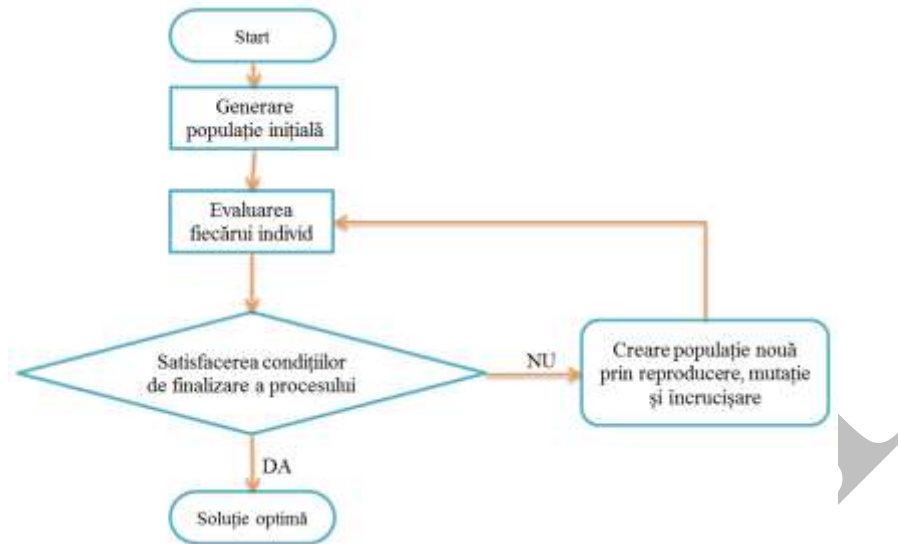 Start
Generare
populație inițială
Evaluarea
fiecărui individ
Satisfacerea condițiilor
de finalizare a procesului
NU
Creare populație nouă
prin reproducere, mutație
și încrucișare
DA
Soluție optimă